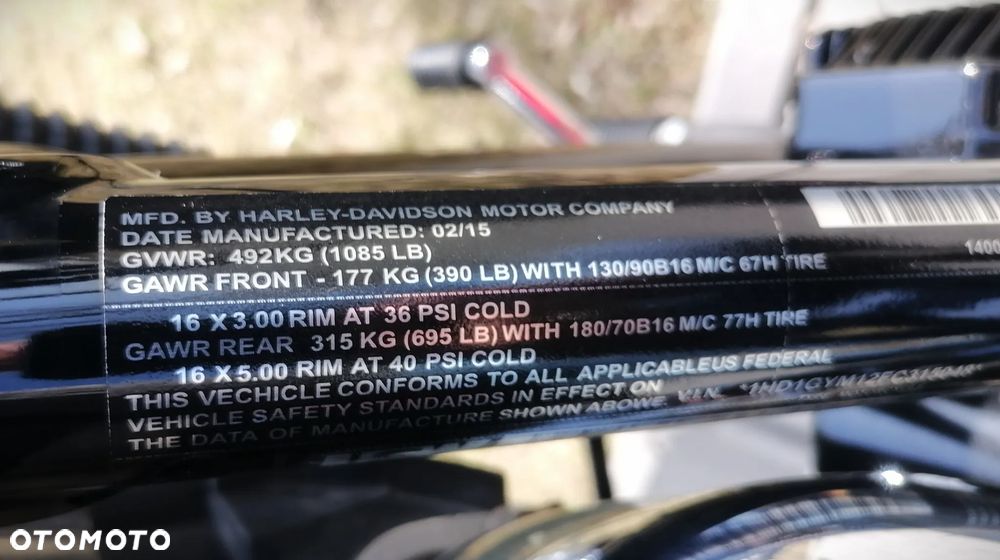 MFD. BY HARLEY-DAVIDSON MOTOR COMPANY
DATE MANUFACTURED: 02/15
GVWR: 492KG (1085 LB)
GAWR FRONT - 177 KG (390 LB) WITH 130/90B16 M/C 67H TIRE
16 X 3.00 RIM AT 36 PSI COLD
GAWR REAR 315 KG (695 LB) WITH 180/70B16 M/C 77H TIRE
16 X 5.00 RIM AT 40 PSI COLD
THIS VECHICLE CONFORMS TO ALL APPLICABLEUS FEDERAL
VEHICLE SAFETY STANDARDS IN EFFECT ON
THE DATA OF MANUFACTURE SHOWN ABOWE V.I.N.
1400
OTOMOTO